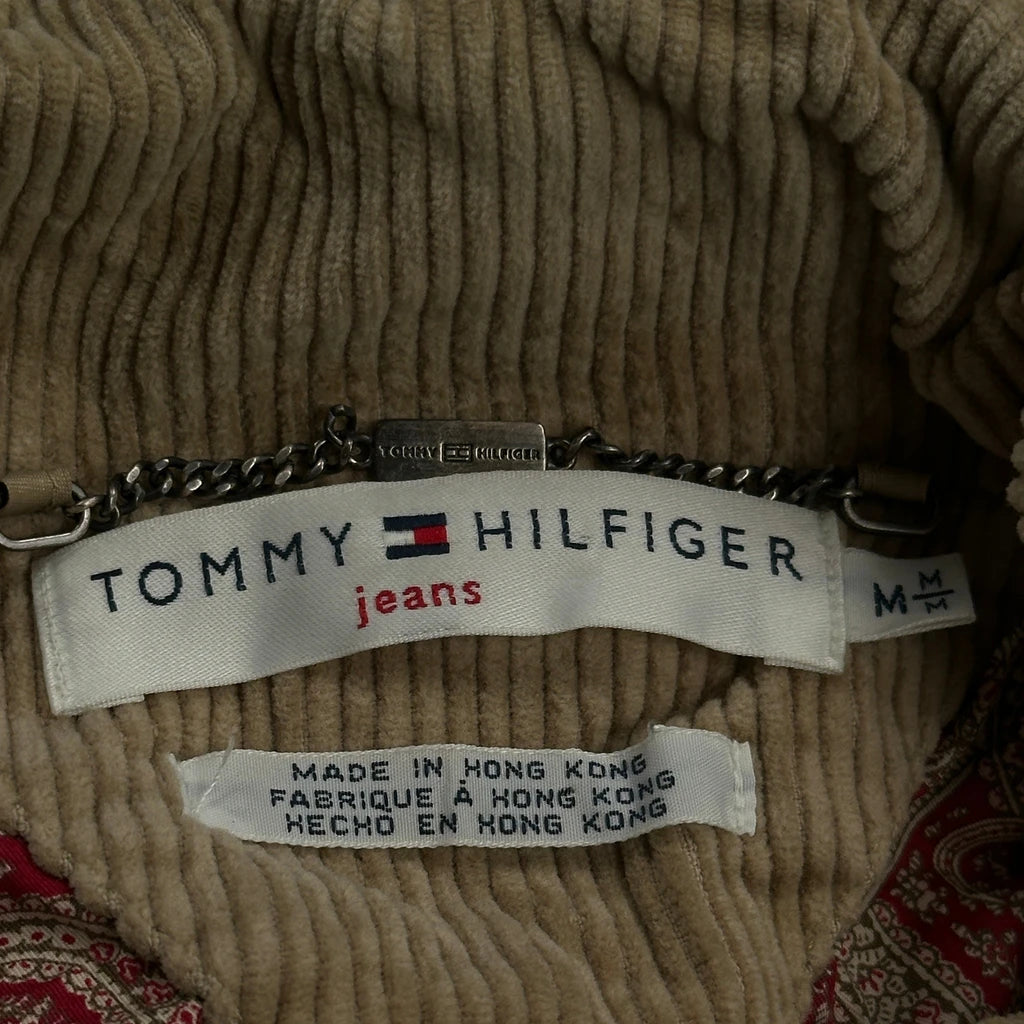 TOMMY HILFIGER
TOMMY HILFIGER
jeans
M M/M
MADE IN HONG KONG
FABRIQUE À HONG KONG
HECHO EN HONG KONG